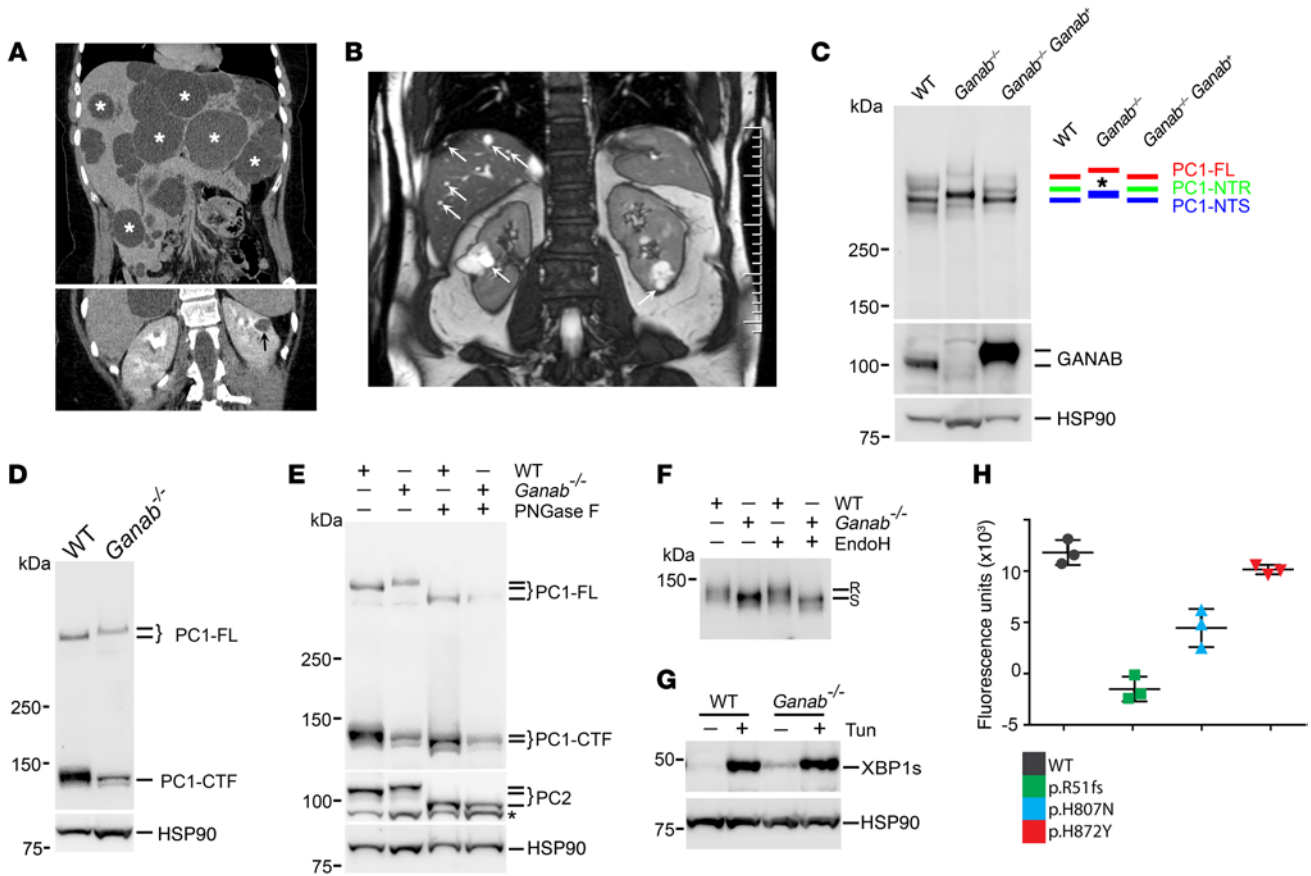 A
B
C
WT
Ganab-/-
Ganab-/- Ganab+
kDa
250
150
100
75
GANAB
HSP90
WT
Ganab-/-
Ganab-/- Ganab+
PC1-FL
*
PC1-NTR
PC1-NTS
* * * * * *
D
WT
Ganab-/-
kDa
250
150
75
} PC1-FL
PC1-CTF
HSP90
E
+ – + – WT
– + – + Ganab-/-
– – + + PNGase F
kDa
250
150
100
75
}PC1-FL
}PC1-CTF
}PC2
*
HSP90
F
+ – + – WT
– + – + Ganab-/-
– – + + EndoH
kDa
150
R
S
G
WT Ganab-/-
– + – + Tun
50
75
XBP1s
HSP90
H
Fluorescence units (x10³)
10
5
0
-5
WT
p.R51fs
p.H807N
p.H872Y